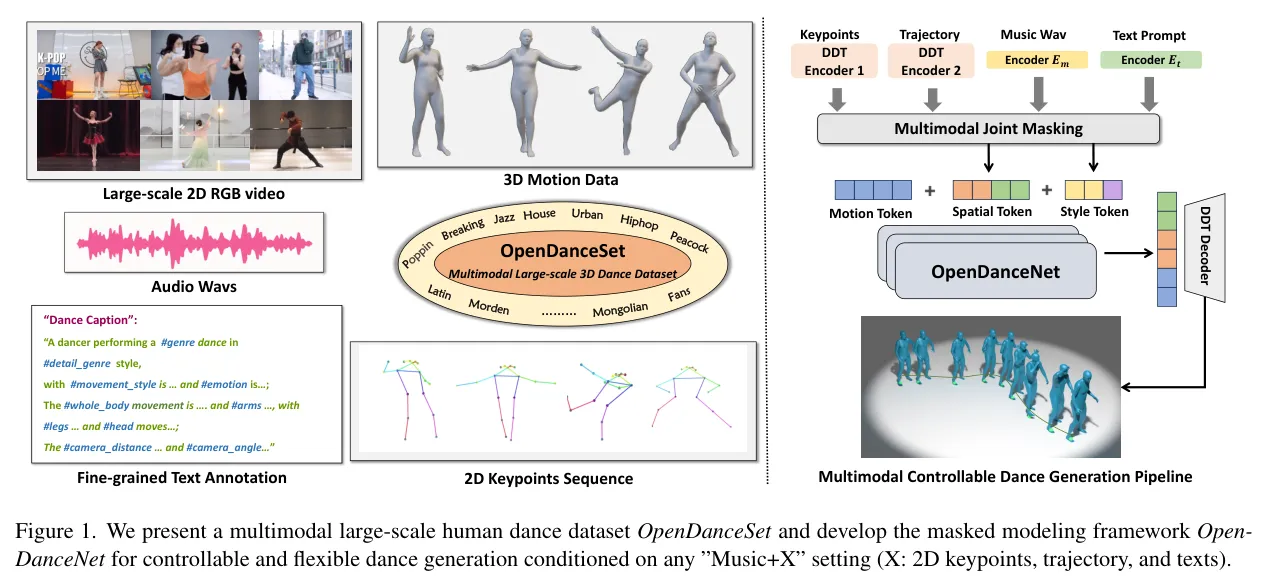 K-POP
OP ME
Large-scale 2D RGB video
3D Motion Data
Audio Wavs
Poppin
Breaking
Jazz
House
Urban
Hiphop
Peacock
OpenDanceSet
Multimodal Large-scale 3D Dance Dataset
Latin
Morden
.........
Mongolian
Fans
“Dance Caption”:
“A dancer performing a #genre dance in
#detail_genre style,
with #movement_style is … and #emotion is…;
The #whole_body movement is …. and #arms …, with
#legs … and #head moves…;
The #camera_distance … and #camera_angle…”
Fine-grained Text Annotation
2D Keypoints Sequence
Keypoints
DDT
Encoder 1
Trajectory
DDT
Encoder 2
Music Wav
Encoder Eₘ
Text Prompt
Encoder Eₜ
Multimodal Joint Masking
+
+
Motion Token
Spatial Token
Style Token
OpenDanceNet
DDT Decoder
Multimodal Controllable Dance Generation Pipeline
Figure 1. We present a multimodal large-scale human dance dataset OpenDanceSet and develop the masked modeling framework Open-
DanceNet for controllable and flexible dance generation conditioned on any ”Music+X” setting (X: 2D keypoints, trajectory, and texts).